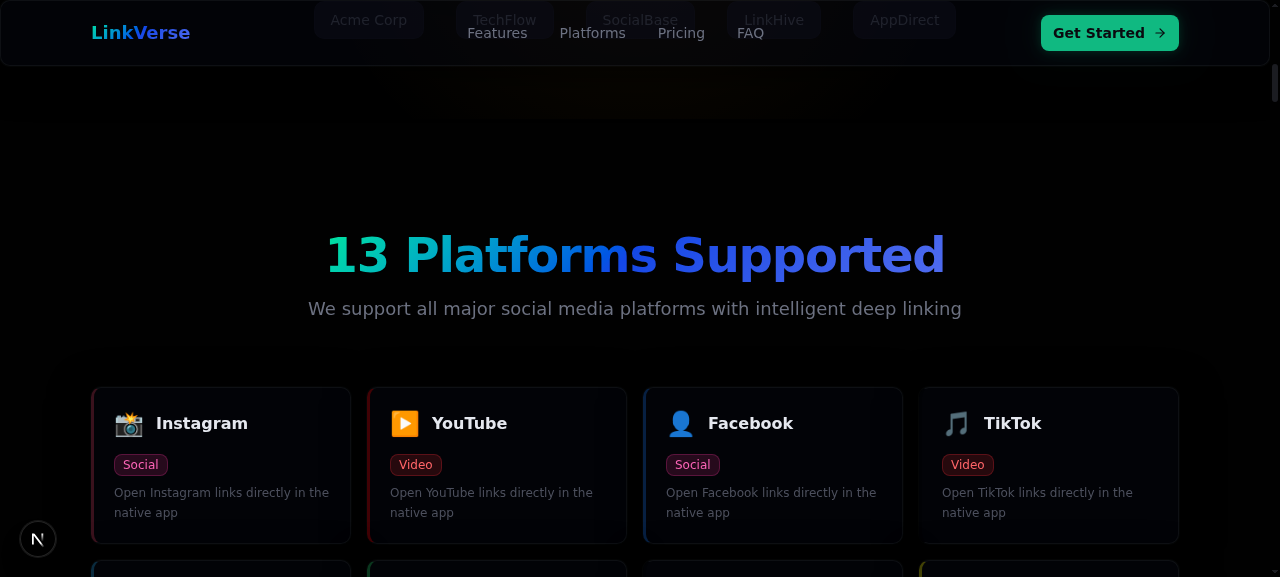 Acme Corp TechFlow SocialBase LinkHive AppDirect
LinkVerse Features Platforms Pricing FAQ Get Started →
13 Platforms Supported
We support all major social media platforms with intelligent deep linking
Instagram
Social
Open Instagram links directly in the
native app
YouTube
Video
Open YouTube links directly in the
native app
Facebook
Social
Open Facebook links directly in the
native app
TikTok
Video
Open TikTok links directly in the
native app
N